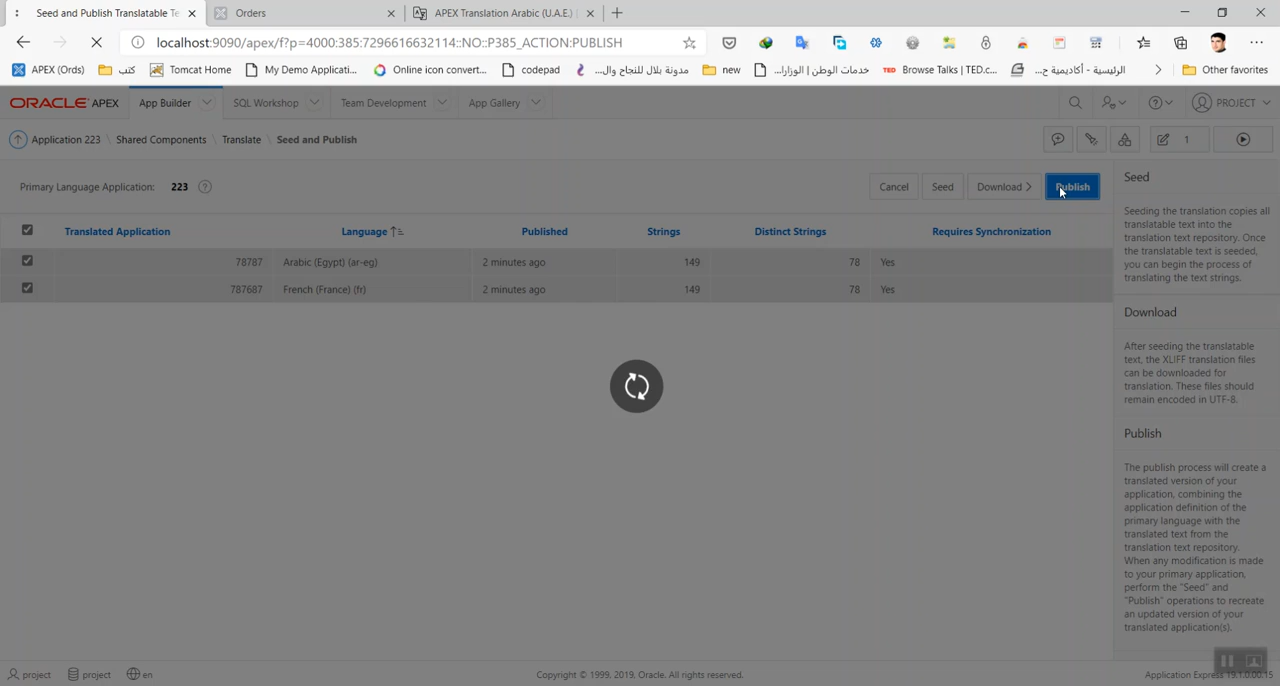 Seed and Publish Translatable Te
Orders
APEX Translation Arabic (U.A.E.)
localhost:9090/apex/f?p=4000:385:7296616632114::NO::P385_ACTION:PUBLISH
APEX (Ords)
كتب
Tomcat Home
My Demo Applicati...
Online icon convert...
codepad
مدونة بلال للنجاح وال...
new
خدمات الوطن | الوزارا...
TED
Browse Talks | TED.c...
الرئيسية - أكاديمية ح...
Other favorites
ORACLE APEX
App Builder
SQL Workshop
Team Development
App Gallery
PROJECT
Application 223 \ Shared Components \ Translate \ Seed and Publish
1
Primary Language Application: 223
Cancel
Seed
Download >
Publish
Translated Application
Language
Published
Strings
Distinct Strings
Requires Synchronization
78787 Arabic (Egypt) (ar-eg) 2 minutes ago 149 78 Yes
787687 French (France) (fr) 2 minutes ago 149 78 Yes
Seed
Seeding the translation copies all
translatable text into the
translation text repository. Once
the translatable text is seeded,
you can begin the process of
translating the text strings.
Download
After seeding the translatable
text, the XLIFF translation files
can be downloaded for
translation. These files should
remain encoded in UTF-8.
Publish
The publish process will create a
translated version of your
application, combining the
application definition of the
primary language with the
translated text from the
translation text repository.
When any modification is made
to your primary application,
perform the "Seed" and
"Publish" operations to recreate
an updated version of your
translated application(s).
project
project
en
Copyright © 1999, 2019, Oracle. All rights reserved.
Application Express 19.1.0.00.15